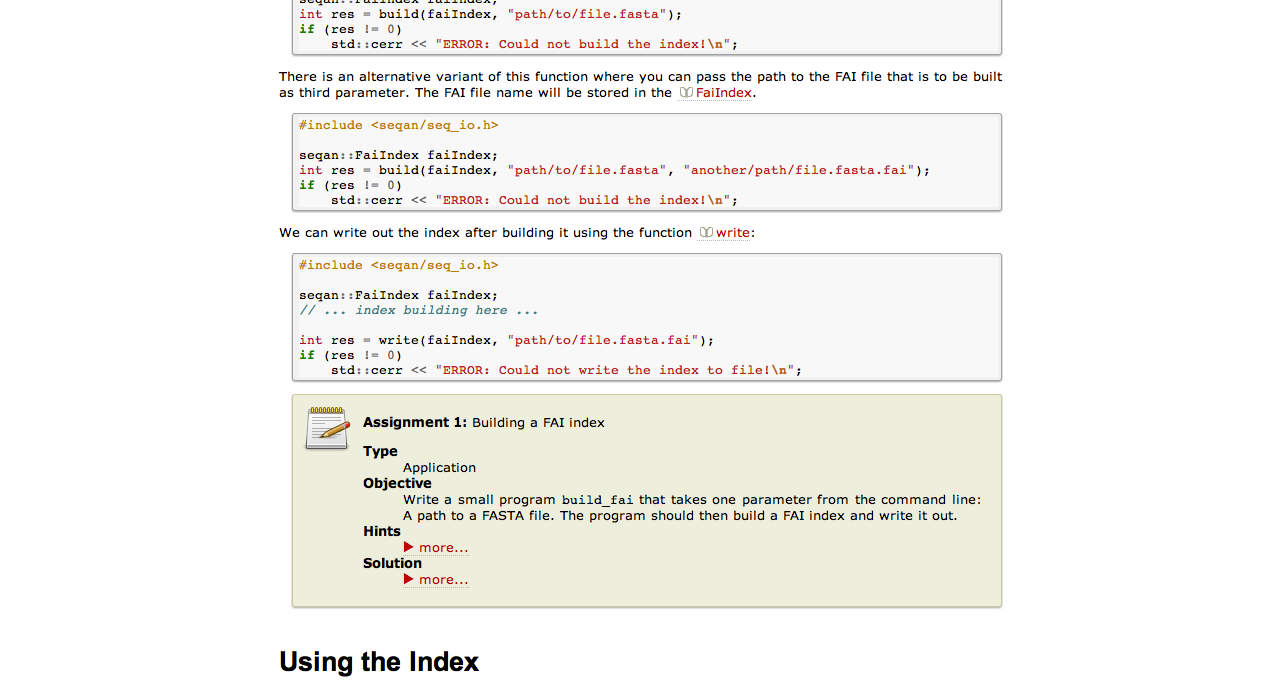 seqan::FaiIndex faiIndex;
int res = build(faiIndex, "path/to/file.fasta");
if (res != 0)
    std::cerr << "ERROR: Could not build the index!\n";
There is an alternative variant of this function where you can pass the path to the FAI file that is to be built
as third parameter. The FAI file name will be stored in the FaiIndex.
#include <seqan/seq_io.h>
seqan::FaiIndex faiIndex;
int res = build(faiIndex, "path/to/file.fasta", "another/path/file.fasta.fai");
if (res != 0)
    std::cerr << "ERROR: Could not build the index!\n";
We can write out the index after building it using the function write:
#include <seqan/seq_io.h>
seqan::FaiIndex faiIndex;
// ... index building here ...
int res = write(faiIndex, "path/to/file.fasta.fai");
if (res != 0)
    std::cerr << "ERROR: Could not write the index to file!\n";
Assignment 1: Building a FAI index
Type
Application
Objective
Write a small program build_fai that takes one parameter from the command line:
A path to a FASTA file. The program should then build a FAI index and write it out.
Hints
more...
Solution
more...
Using the Index